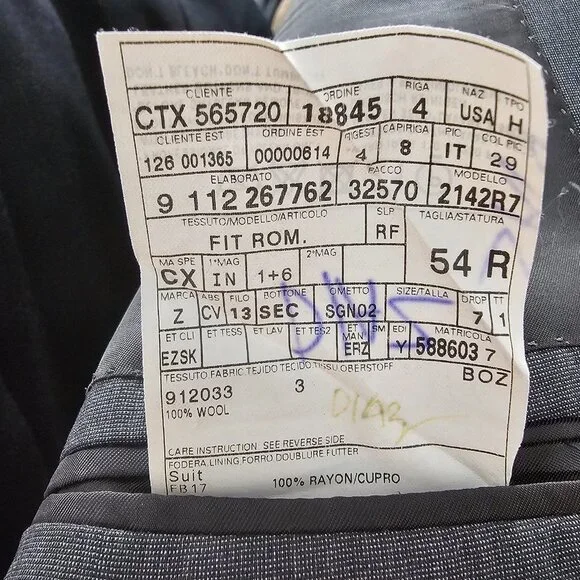 CLIENTE ORDINE RIGA NAZ TPO
CTX 565720 18845 4 USA H
CLIENTE EST ORDINE EST RIGEST CAPIRIGA PIC COL PIC
126 001365 00000614 4 8 IT 29
ELABORATO PACCO MODELLO
9 112 267762 32570 2142R7
TESSUTO/MODELLO/ARTICOLO SLP TAGLIA/STATURA
FIT ROM. RF 54 R
MA SPE 1°MAG 2°MAG
CX IN 1+6
MARCA ABS FILO BOTTONE OMETTO SIZE/TALLA DROP TT
Z CV 13 SEC SGN02 7 1
ET CLI ET EST ET LAV ET TES2 ET MAN SM EDI MATRICOLA
EZSK ERZ Y 588603 7
TESSUTO FABRIC TEJIDO TECIDO TISSU OBERSTOFF BOZ
912033 3
100% WOOL
CARE INSTRUCTION SEE REVERSE SIDE
FODERA LINING FORRO DOUBLURE FUTTER
Suit 100% RAYON/CUPRO
FB17